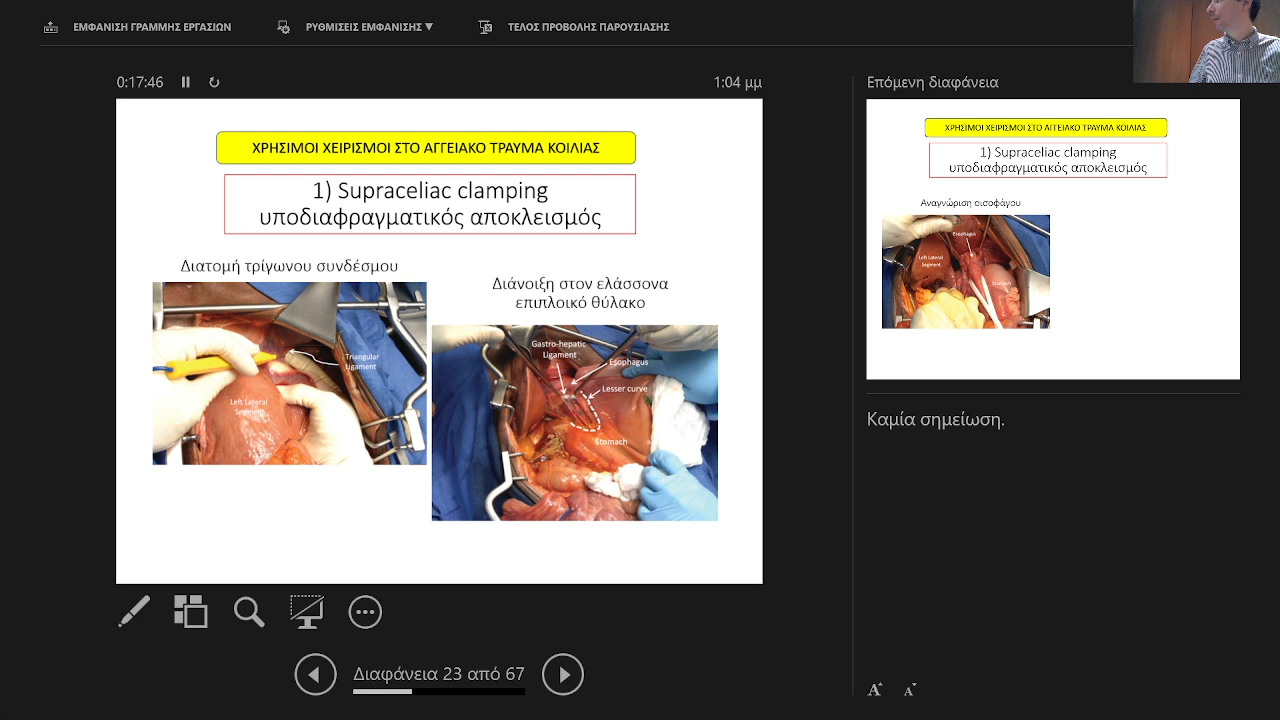 ΕΜΦΑΝΙΣΗ ΓΡΑΜΜΗΣ ΕΡΓΑΣΙΩΝ
ΡΥΘΜΙΣΕΙΣ ΕΜΦΑΝΙΣΗΣ ▼
ΤΕΛΟΣ ΠΡΟΒΟΛΗΣ ΠΑΡΟΥΣΙΑΣΗΣ
0:17:46
1:04 μμ
ΧΡΗΣΙΜΟΙ ΧΕΙΡΙΣΜΟΙ ΣΤΟ ΑΓΓΕΙΑΚΟ ΤΡΑΥΜΑ ΚΟΙΛΙΑΣ
1) Supraceliac clamping
υποδιαφραγματικός αποκλεισμός
Διατομή τρίγωνου συνδέσμου
Triangular
Ligament
Left Lateral
Segment
Διάνοιξη στον ελάσσονα
επιπλοικό θύλακο
Gastro-hepatic
Ligament
Esophagus
Lesser curve
Stomach
Διαφάνεια 23 από 67
Επόμενη διαφάνεια
ΧΡΗΣΙΜΟΙ ΧΕΙΡΙΣΜΟΙ ΣΤΟ ΑΓΓΕΙΑΚΟ ΤΡΑΥΜΑ ΚΟΙΛΙΑΣ
1) Supraceliac clamping
υποδιαφραγματικός αποκλεισμός
Αναγνώριση οισοφάγου
Esophagus
Left Lateral
Segment
Stomach
Καμία σημείωση.
A A